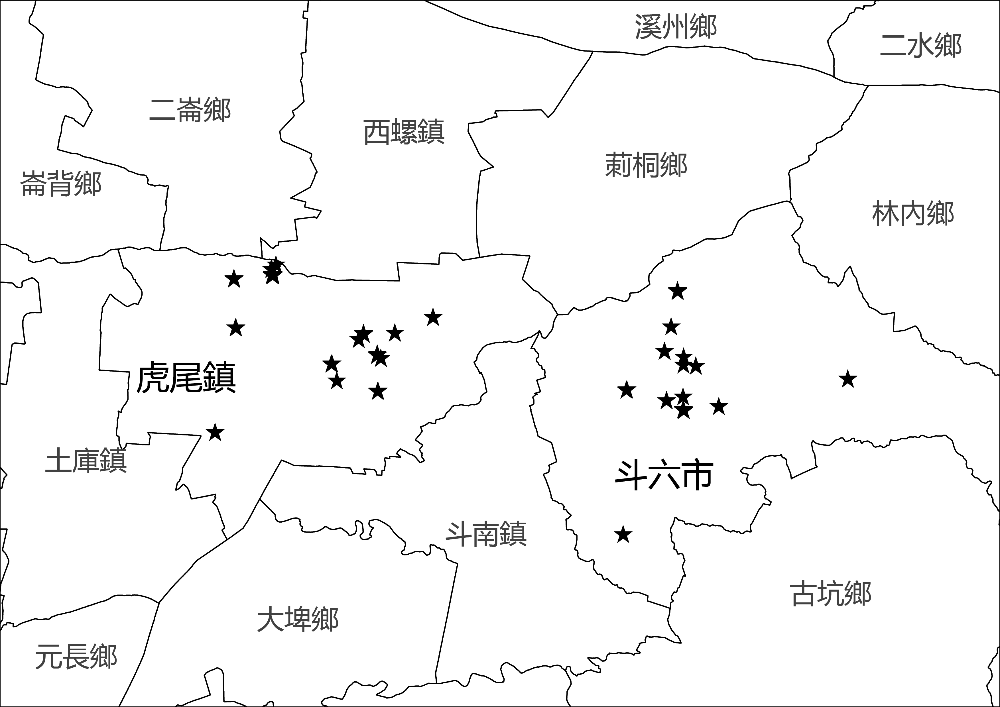 溪州鄉
二水鄉
二崙鄉
西螺鎮
莿桐鄉
崙背鄉
林內鄉
虎尾鎮
土庫鎮
斗六市
斗南鎮
古坑鄉
大埤鄉
元長鄉